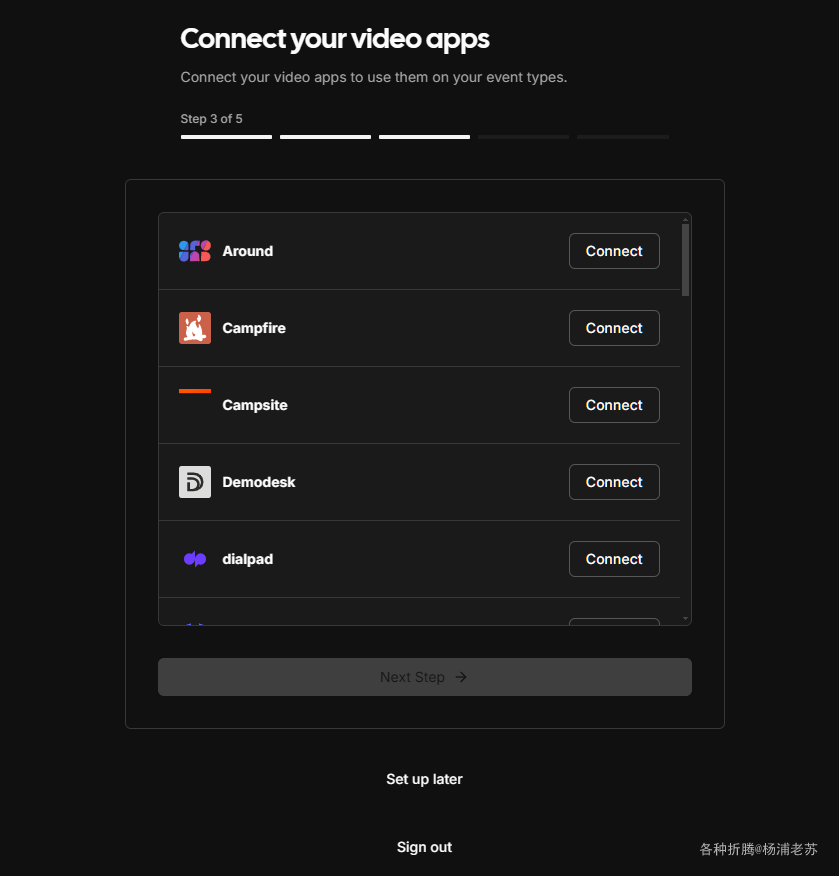 Connect your video apps
Connect your video apps to use them on your event types.
Step 3 of 5
Around
Connect
Campfire
Connect
Campsite
Connect
Demodesk
Connect
dialpad
Connect
Next Step →
Set up later
Sign out
各种折腾@杨浦老苏